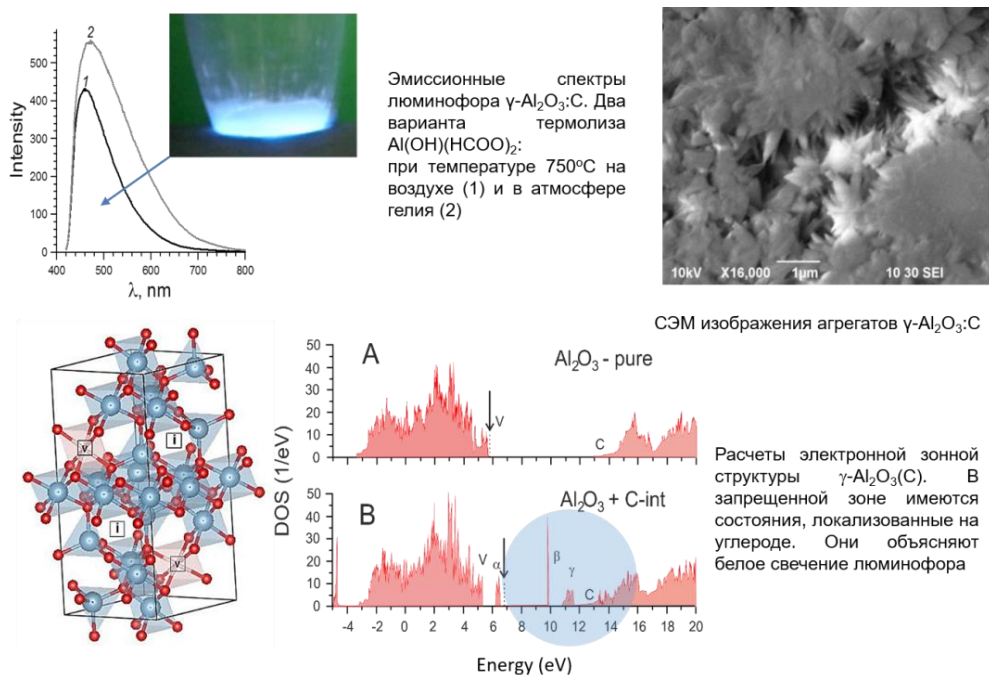 Intensity
500
400
300
200
100
0
400
500
600
700
800
λ, nm
1
2
Эмиссионные спектры
люминофора γ-Al₂O₃:C. Два
варианта термолиза
Al(OH)(HCOO)₂:
при температуре 750ᵒC на
воздухе (1) и в атмосфере
гелия (2)
10kV X16,000 1µm 10 30 SEI
СЭМ изображения агрегатов γ-Al₂O₃:C
v
i
i
v
A
Al₂O₃ - pure
50
40
30
20
10
0
V
C
DOS (1/eV)
B
Al₂O₃ + C-int
50
40
30
20
10
0
V
α
β
γ
C
-4 -2 0 2 4 6 8 10 12 14 16 18 20
Energy (eV)
Расчеты электронной зонной
структуры γ-Al₂O₃(C). В
запрещенной зоне имеются
состояния, локализованные на
углероде. Они объясняют
белое свечение люминофора